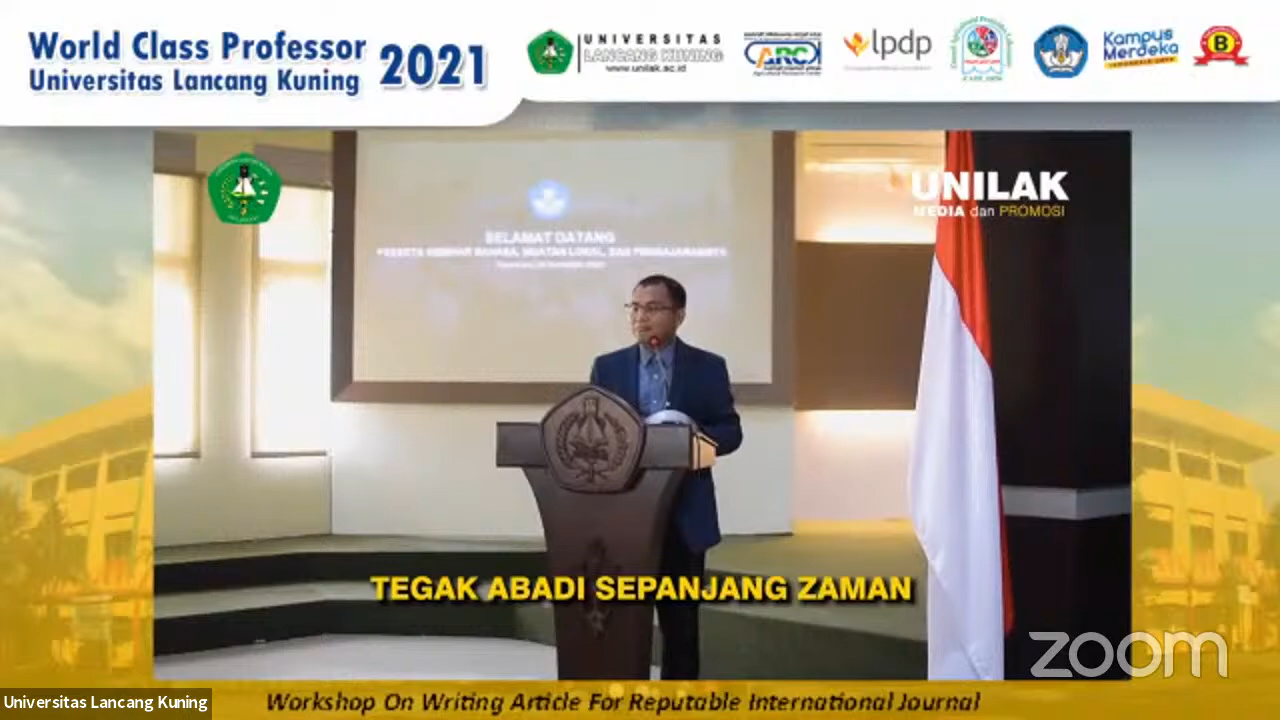 World Class Professor
Universitas Lancang Kuning
2021
UNIVERSITAS
LANCANG KUNING
www.unilak.ac.id
ARC
lpdp
Kampus
Merdeka
B
UNILAK
MEDIA dan PROMOSI
SELAMAT DATANG
TEGAK ABADI SEPANJANG ZAMAN
zoom
Universitas Lancang Kuning
Workshop On Writing Article For Reputable International Journal